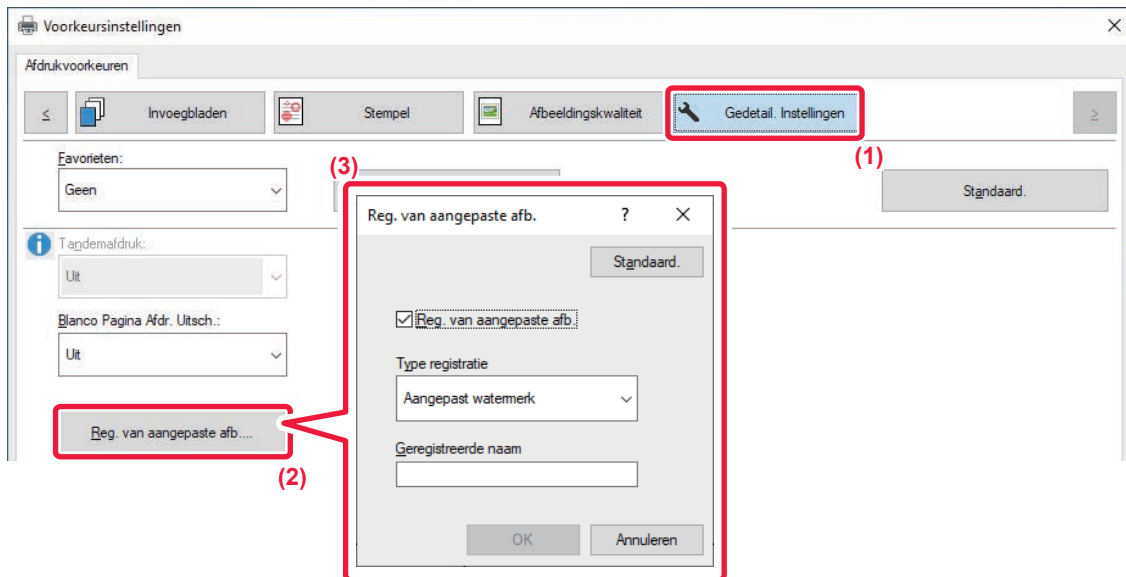 Voorkeursinstellingen
Afdrukvoorkeuren
< Invoegbladen Stempel Afbeeldingskwaliteit Gedetail. Instellingen >
(1)
Favorieten:
(3)
Geen
Standaard.
Reg. van aangepaste afb. ?
Standaard.
Tandemafdruk:
Uit
Reg. van aangepaste afb.
Blanco Pagina Afdr. Uitsch.:
Uit
Type registratie
Aangepast watermerk
Reg. van aangepaste afb....
(2)
Geregistreerde naam
OK Annuleren